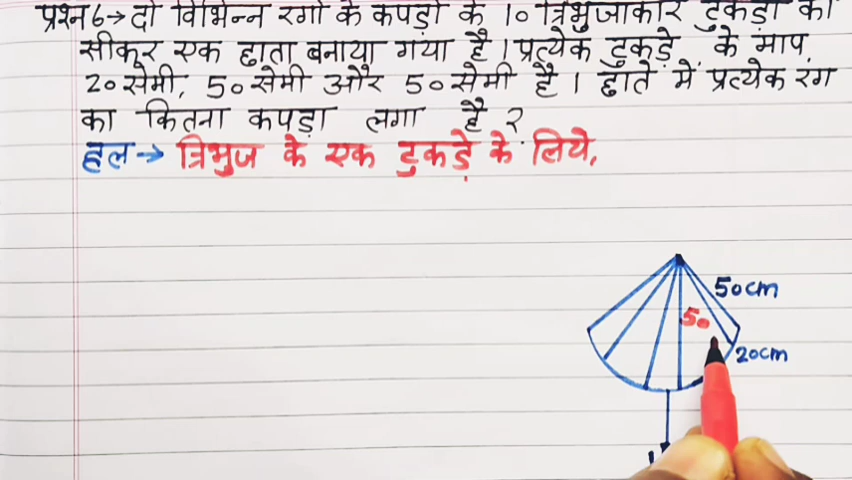 प्रश्न 6→ दो विभिन्न रंगों के कपड़ों के 10 त्रिभुजाकार टुकड़ों को
सीकर एक छाता बनाया गया है। प्रत्येक टुकड़े के माप
20 सेमी, 50 सेमी और 50 सेमी है। छाते में प्रत्येक रंग
का कितना कपड़ा लगा है ?
हल→ त्रिभुज के एक टुकड़े के लिये,
50cm
50
20cm